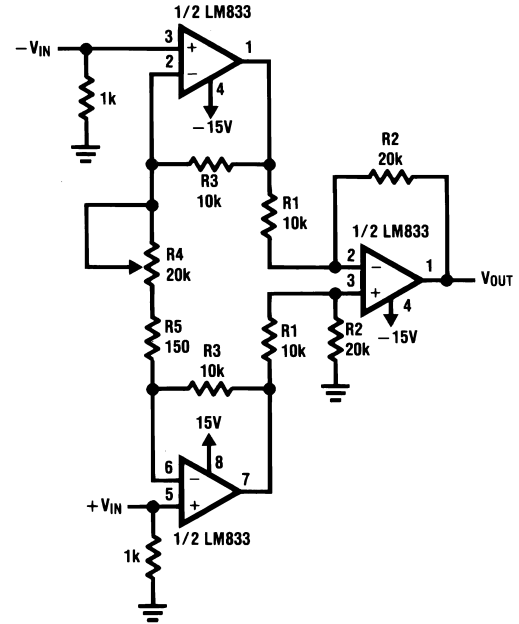 1/2 LM833
−VIN
3
+
2
−
1
4
−15V
1k
R3
10k
R1
10k
R2
20k
1/2 LM833
R4
20k
2
−
3
+
1
VOUT
4
−15V
R5
150
R1
10k
R2
20k
R3
10k
15V
8
6
−
5
+
7
+VIN
1/2 LM833
1k